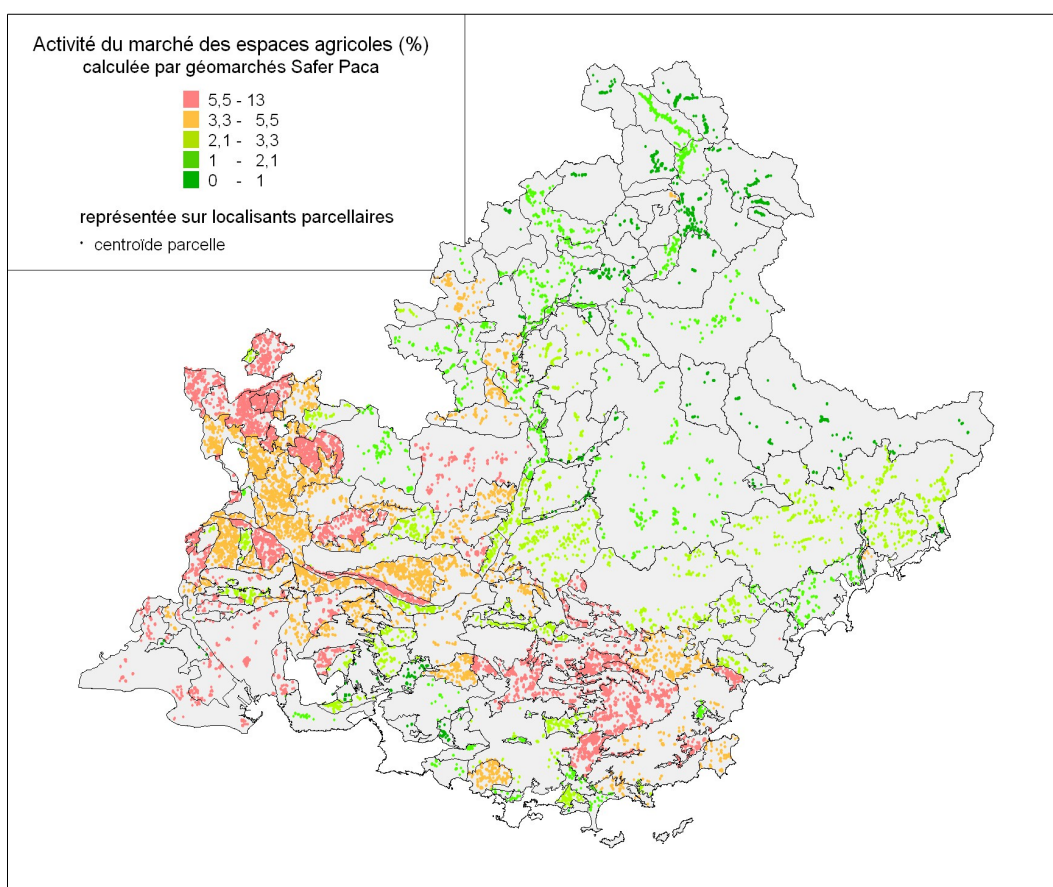 Activité du marché des espaces agricoles (%)
calculée par géomarchés Safer Paca
5,5 - 13
3,3 - 5,5
2,1 - 3,3
1 - 2,1
0 - 1
représentée sur localisants parcellaires
· centroïde parcelle